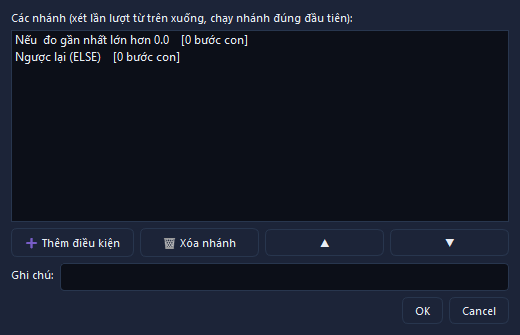 Các nhánh (xét lần lượt từ trên xuống, chạy nhánh đúng đầu tiên):
Nếu  đo gần nhất lớn hơn 0.0    [0 bước con]
Ngược lại (ELSE)    [0 bước con]
Thêm điều kiện
Xóa nhánh
▲
▼
Ghi chú:
OK
Cancel